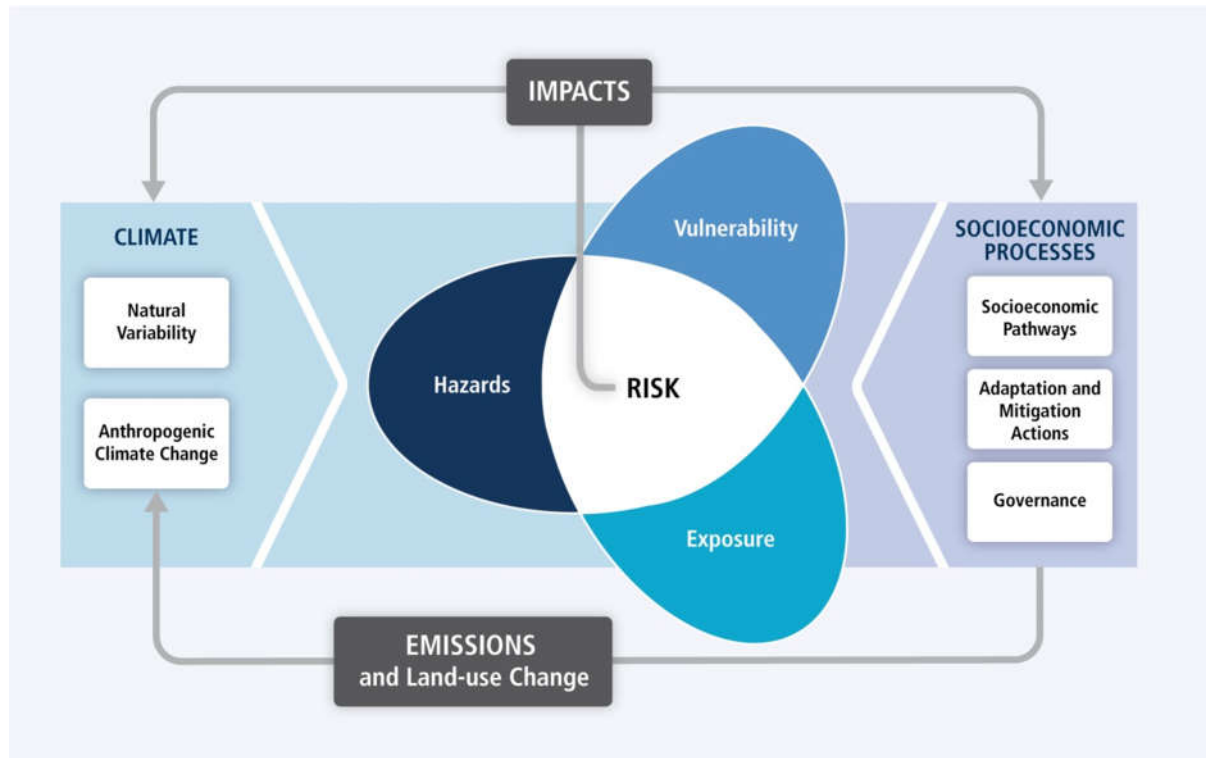 IMPACTS
CLIMATE
Natural
Variability
Anthropogenic
Climate Change
Vulnerability
Hazards
RISK
Exposure
SOCIOECONOMIC
PROCESSES
Socioeconomic
Pathways
Adaptation and
Mitigation
Actions
Governance
EMISSIONS
and Land-use Change